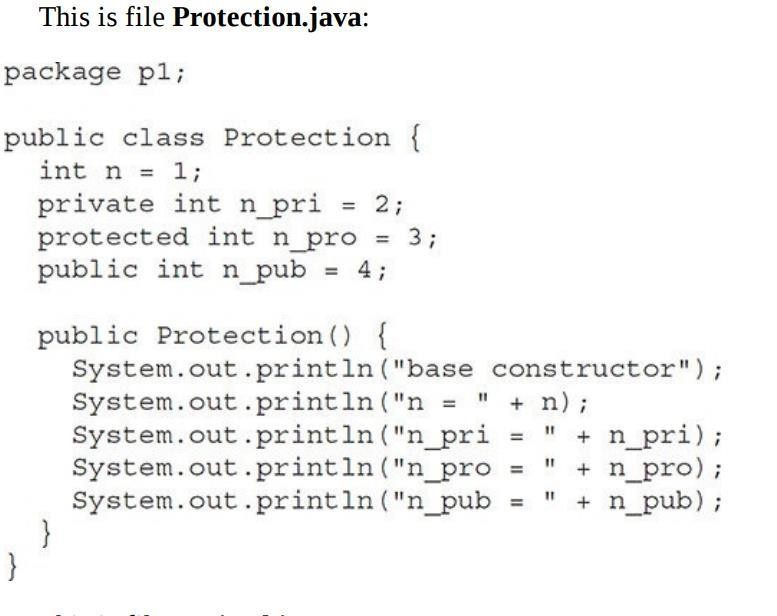 This is file Protection.java:
package p1;
public class Protection {
int n = 1;
private int n_pri = 2;
protected int n_pro = 3;
public int n_pub = 4;
public Protection() {
System.out.println("base constructor");
System.out.println("n = " + n);
System.out.println("n_pri = " + n_pri);
System.out.println("n_pro = " + n_pro);
System.out.println("n_pub = " + n_pub);
}
}